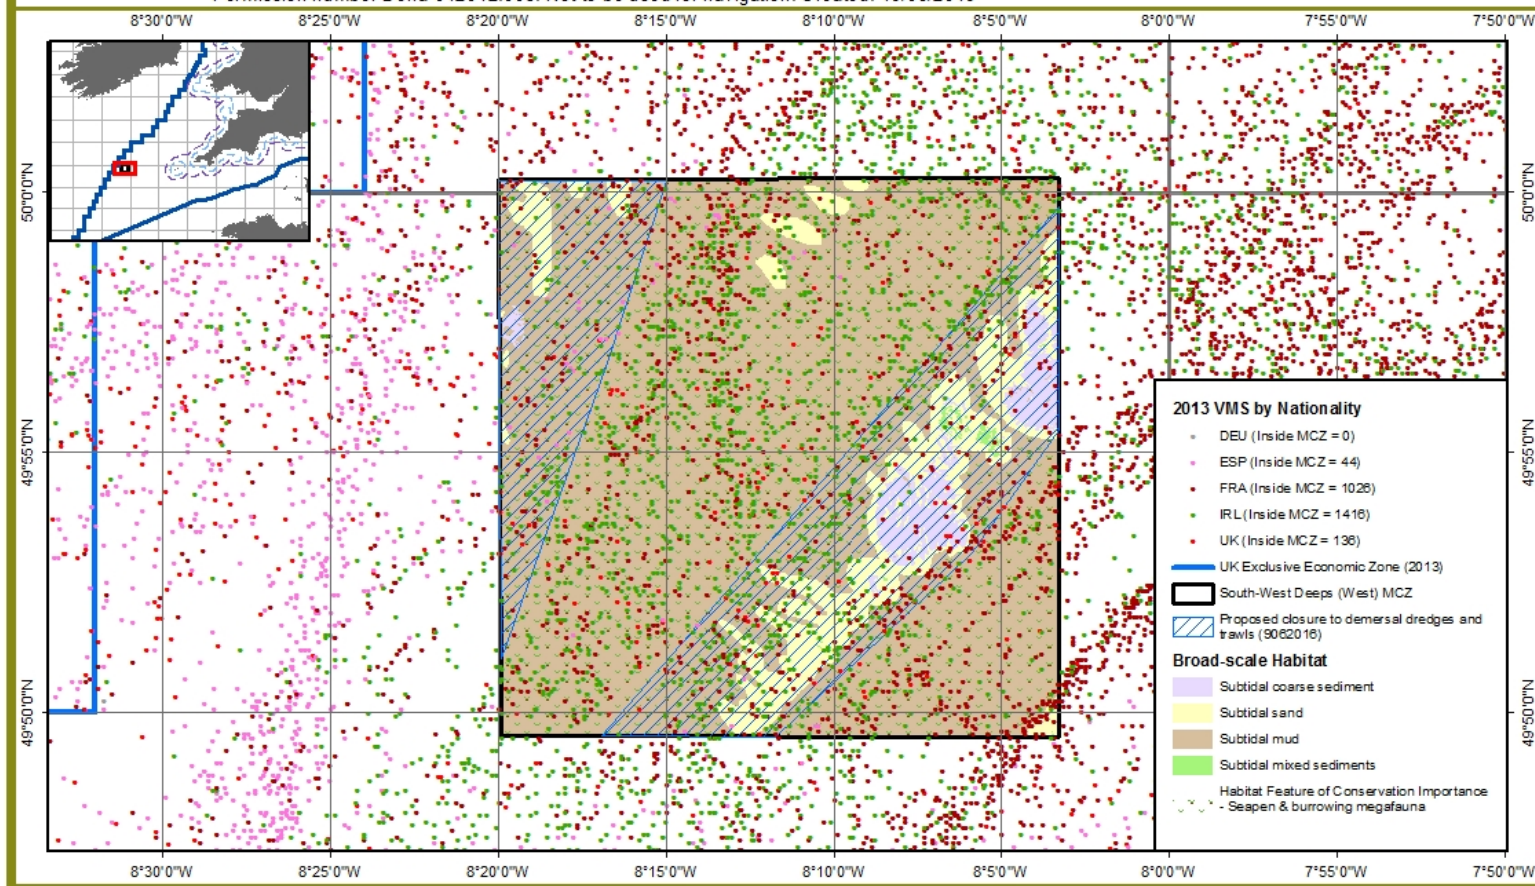 8°30'0"W 8°25'0"W 8°20'0"W 8°15'0"W 8°10'0"W 8°5'0"W 8°0'0"W 7°55'0"W 7°50'0"W
50°0'0"N
50°0'0"N
49°55'0"N
49°55'0"N
49°50'0"N
49°50'0"N
2013 VMS by Nationality
DEU (Inside MCZ = 0)
ESP (Inside MCZ = 44)
FRA (Inside MCZ = 1026)
IRL (Inside MCZ = 1416)
UK (Inside MCZ = 136)
UK Exclusive Economic Zone (2013)
South-West Deeps (West) MCZ
Proposed closure to demersal dredges and
trawls (9062016)
Broad-scale Habitat
Subtidal coarse sediment
Subtidal sand
Subtidal mud
Subtidal mixed sediments
Habitat Feature of Conservation Importance
- Seapen & burrowing megafauna
8°30'0"W 8°25'0"W 8°20'0"W 8°15'0"W 8°10'0"W 8°5'0"W 8°0'0"W 7°55'0"W 7°50'0"W